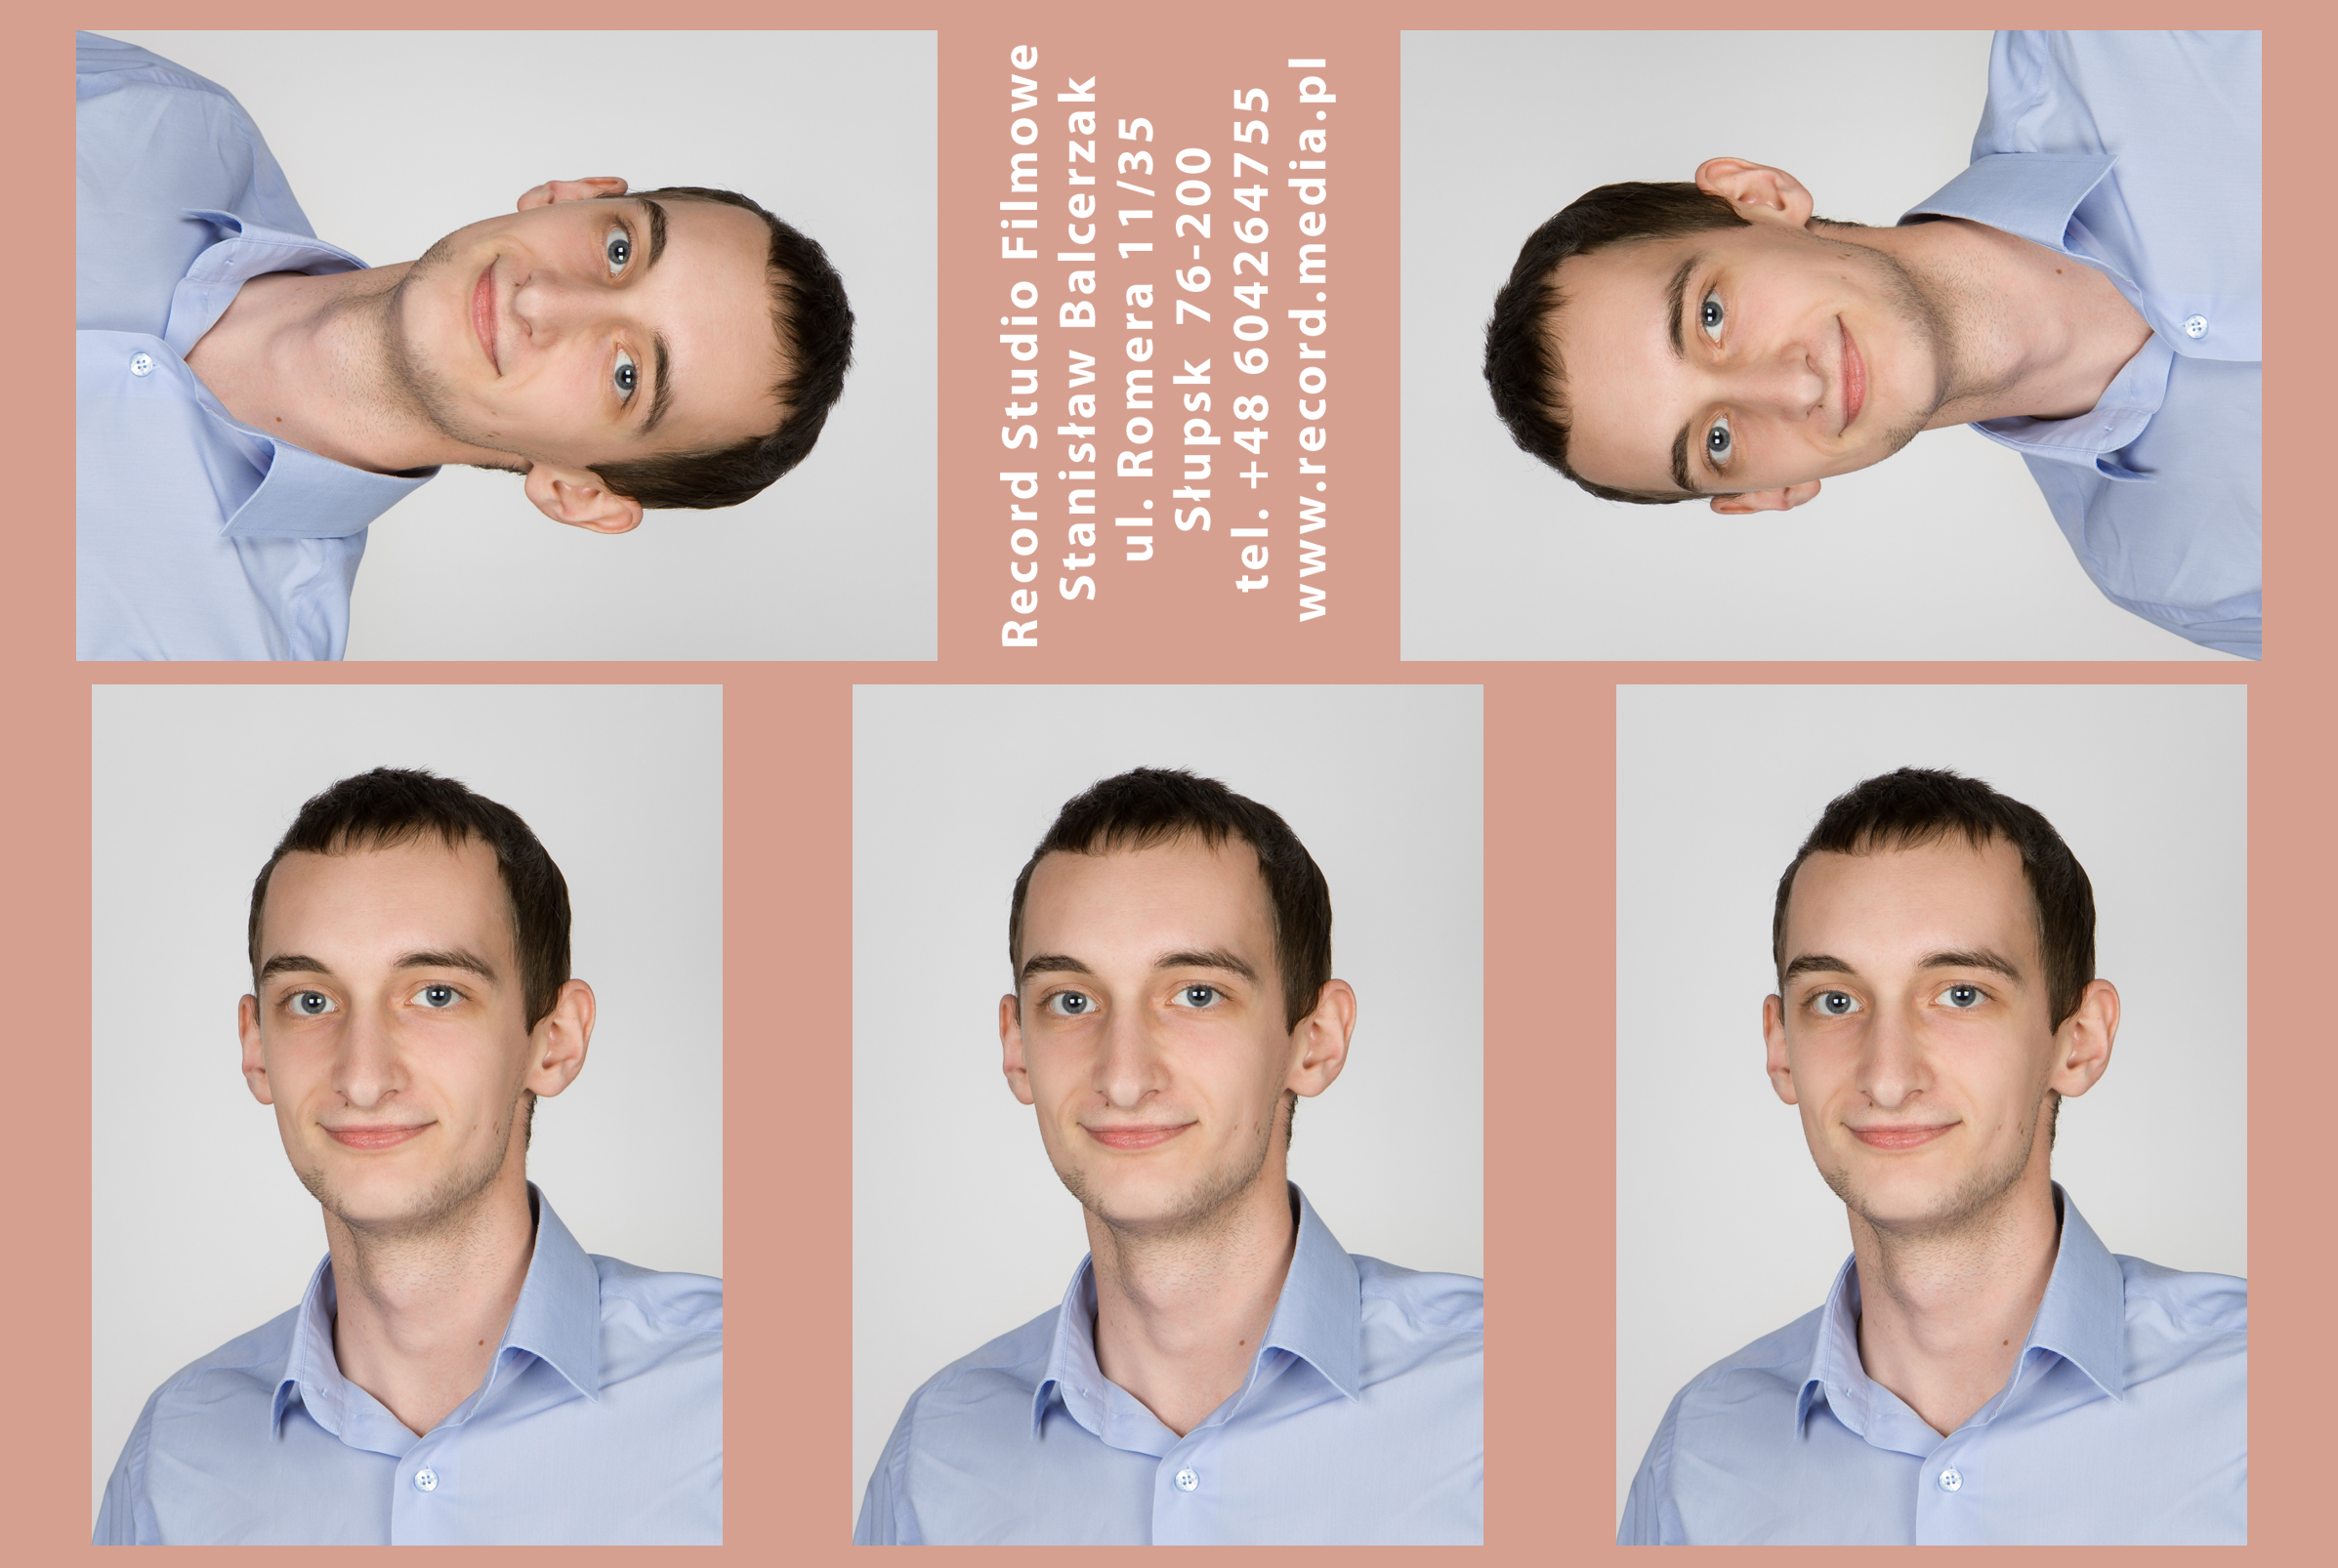 Record Studio Filmowe
Stanisław Balcerzak
ul. Romera 11/35
Słupsk 76-200
tel. +48 604264755
www.record.media.pl